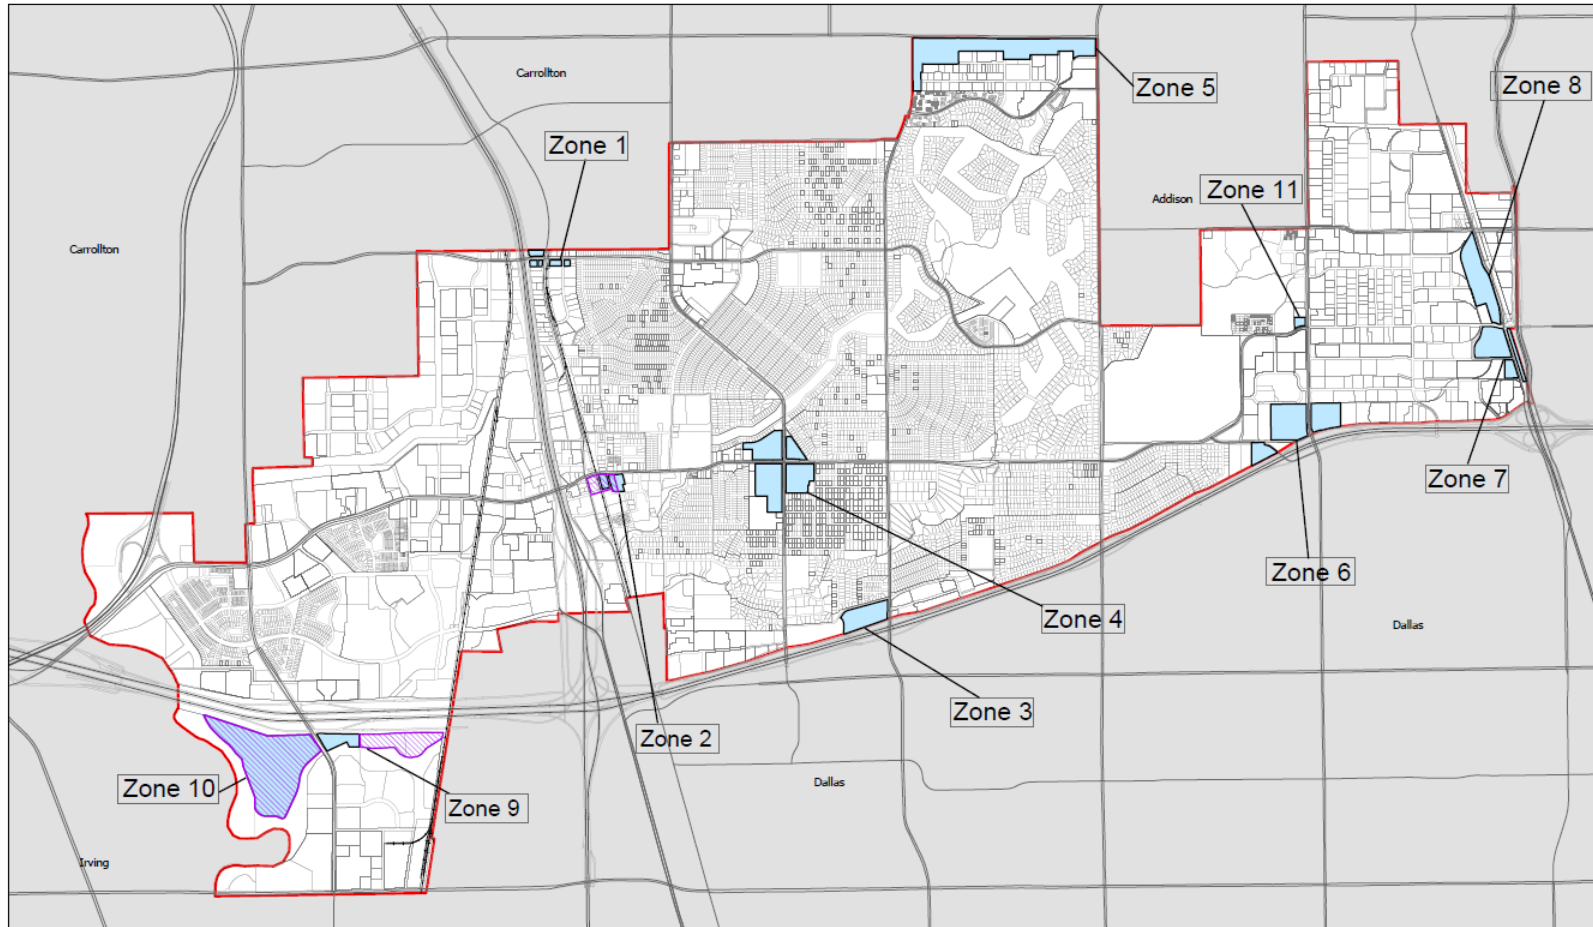 Carrollton
Zone 5
Zone 8
Zone 1
Zone 11
Addison
Carrollton
Zone 7
Zone 6
Zone 4
Dallas
Zone 3
Zone 2
Zone 10
Dallas
Zone 9
Irving